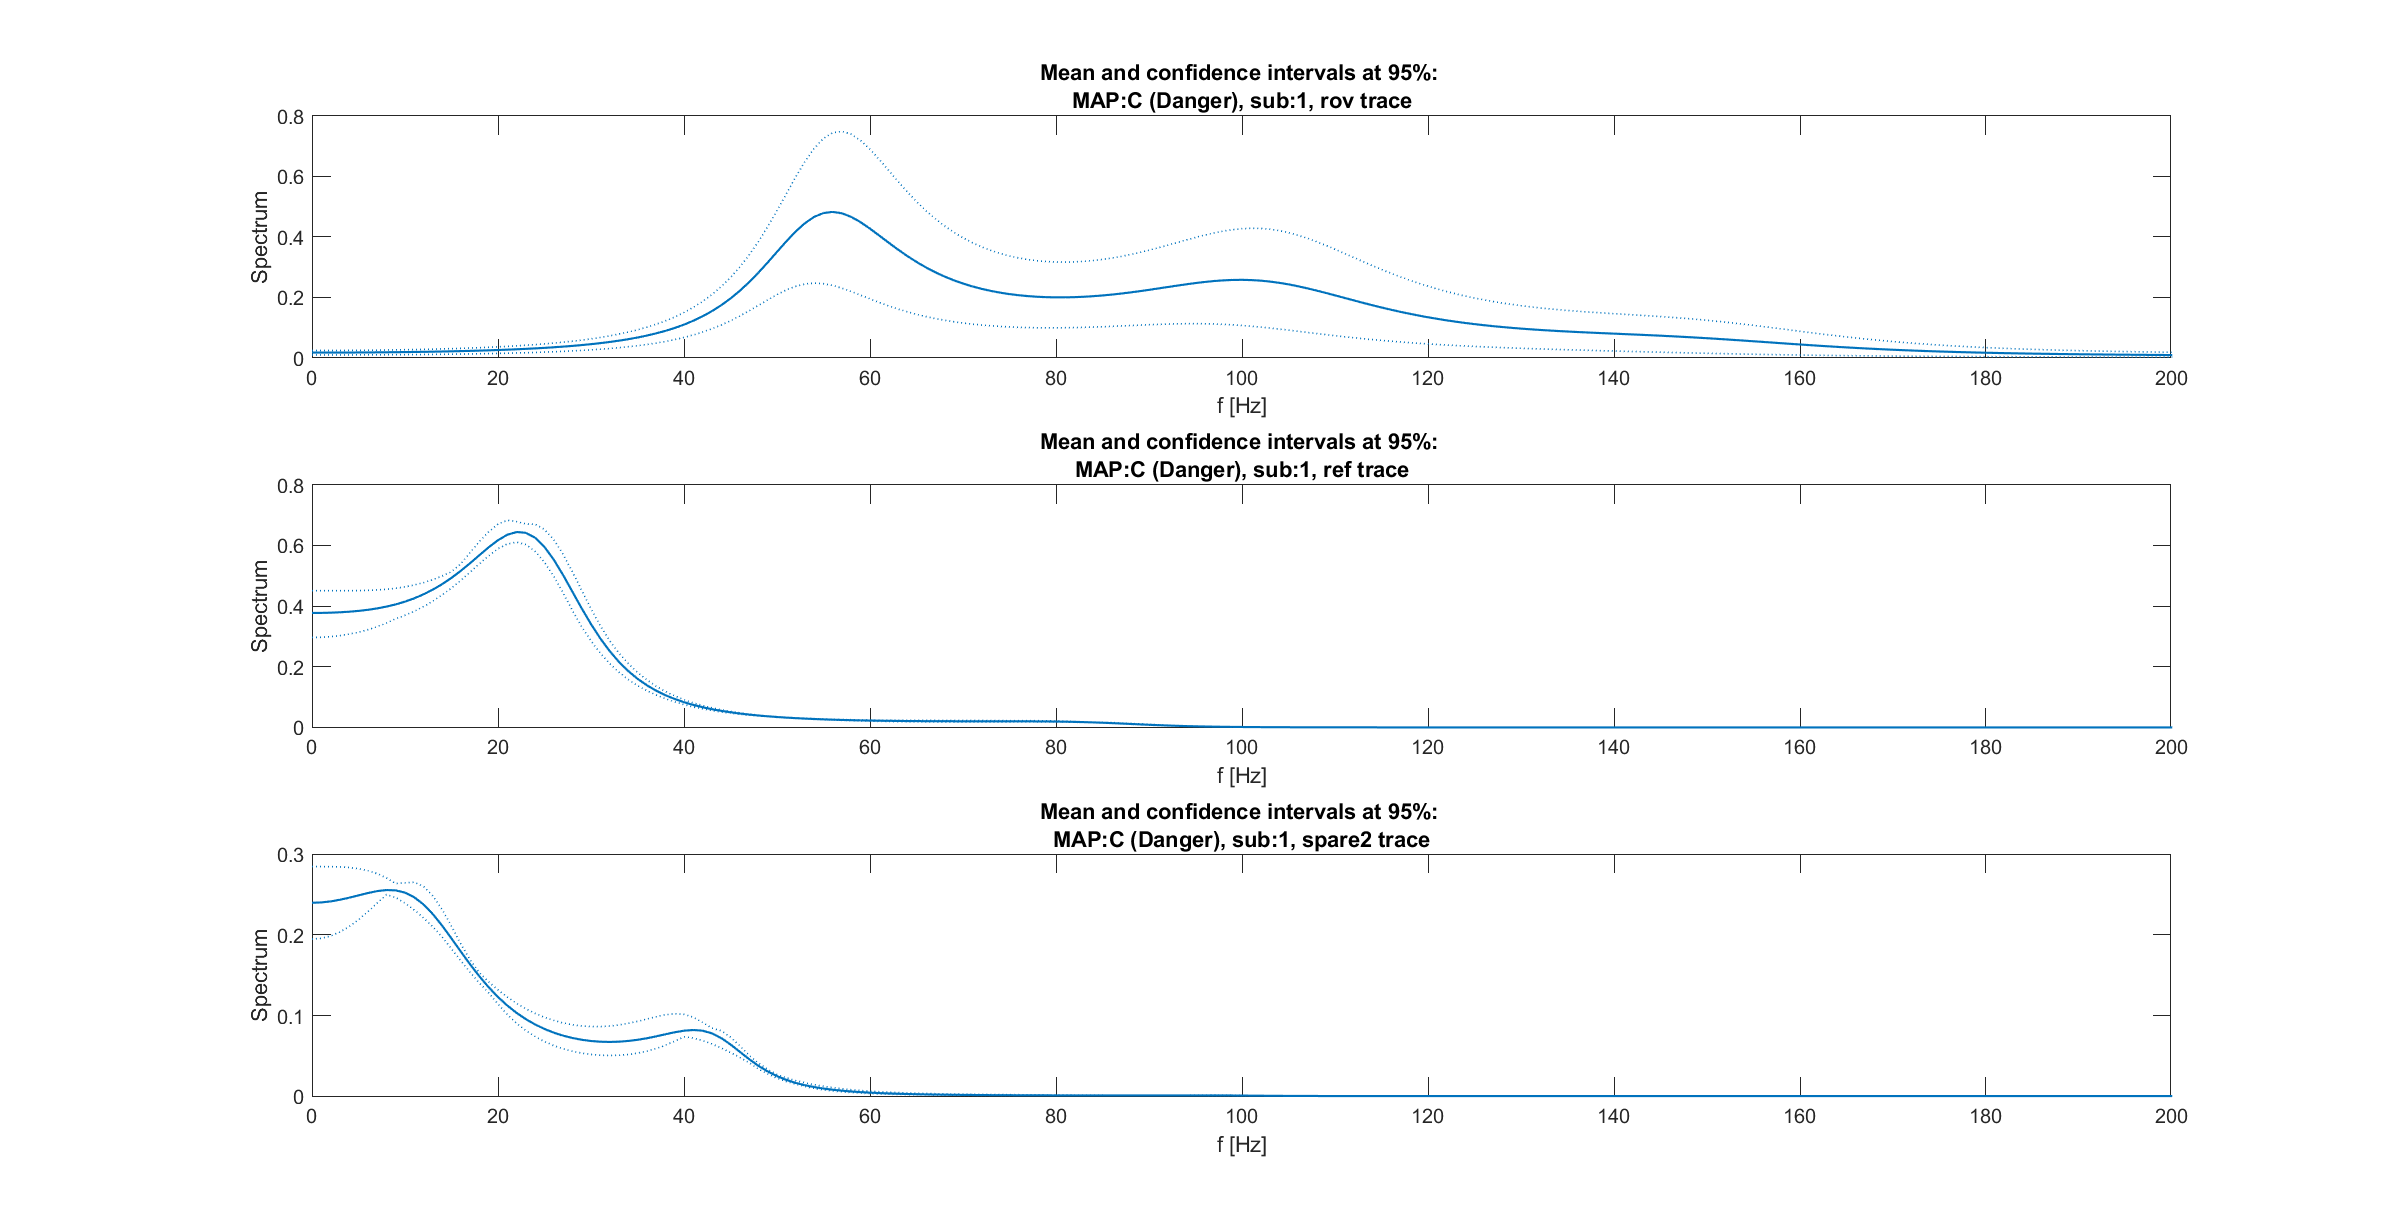 Mean and confidence intervals at 95%:
MAP:C (Danger), sub:1, rov trace
0.8
0.6
0.4
0.2
0
Spectrum
0 20 40 60 80 100 120 140 160 180 200
f [Hz]
Mean and confidence intervals at 95%:
MAP:C (Danger), sub:1, ref trace
0.8
0.6
0.4
0.2
0
Spectrum
0 20 40 60 80 100 120 140 160 180 200
f [Hz]
Mean and confidence intervals at 95%:
MAP:C (Danger), sub:1, spare2 trace
0.3
0.2
0.1
0
Spectrum
0 20 40 60 80 100 120 140 160 180 200
f [Hz]